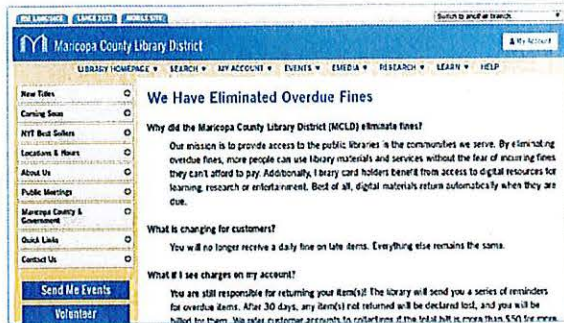 LARGE TEXT
MOBILE SITE
Switch to another branch
Maricopa County Library District
My Account
LIBRARY HOMEPAGE SEARCH MY ACCOUNT EVENTS EMEDIA RESEARCH LEARN HELP
New Titles
Coming Soon
NYT Best Sellers
Locations & Hours
About Us
Public Meetings
Maricopa County &
Government
Quick Links
Contact Us
Send Me Events
Volunteer
We Have Eliminated Overdue Fines
Why did the Maricopa County Library District (MCLD) eliminate fines?
Our mission is to provide access to the public libraries in the communities we serve. By eliminating
overdue fines, more people can use library materials and services without the fear of incurring fines
they can't afford to pay. Additionally, library card holders benefit from access to digital resources for
learning, research or entertainment. Best of all, digital materials return automatically when they are
due.
What is changing for customers?
You will no longer receive a daily fine on late items. Everything else remains the same.
What if I see charges on my account?
You are still responsible for returning your item(s)! The library will send you a series of reminders
for overdue items. After 30 days, any item(s) not returned will be declared lost, and you will be
billed for them. We refer customer accounts to collections if the total bill is more than $50 for more